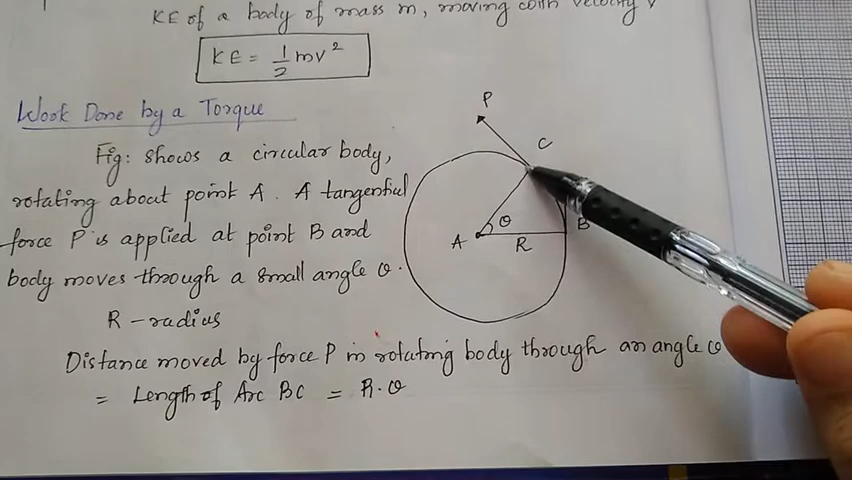 KE of a body of mass m, moving with velocity v
KE = 1/2 mv²
Work Done by a Torque
Fig: shows a circular body,
rotating about point A. A tangential
force P is applied at point B and
body moves through a small angle θ.
R - radius
P
C
θ
A
R
B
Distance moved by force P in rotating body through an angle θ
= Length of Arc BC = R.θ